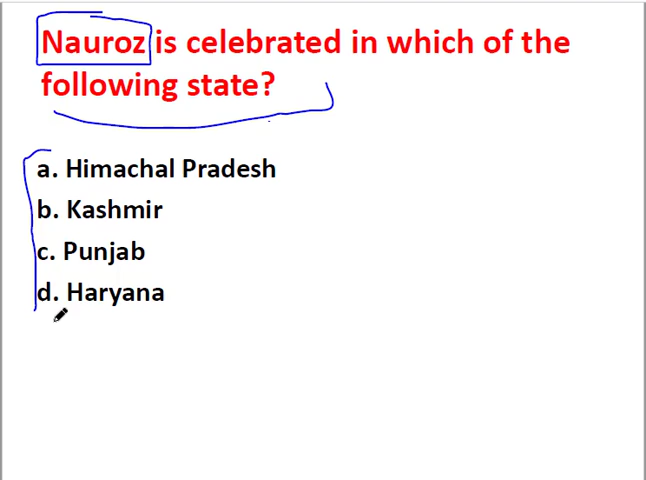 Nauroz is celebrated in which of the
following state?
a. Himachal Pradesh
b. Kashmir
c. Punjab
d. Haryana